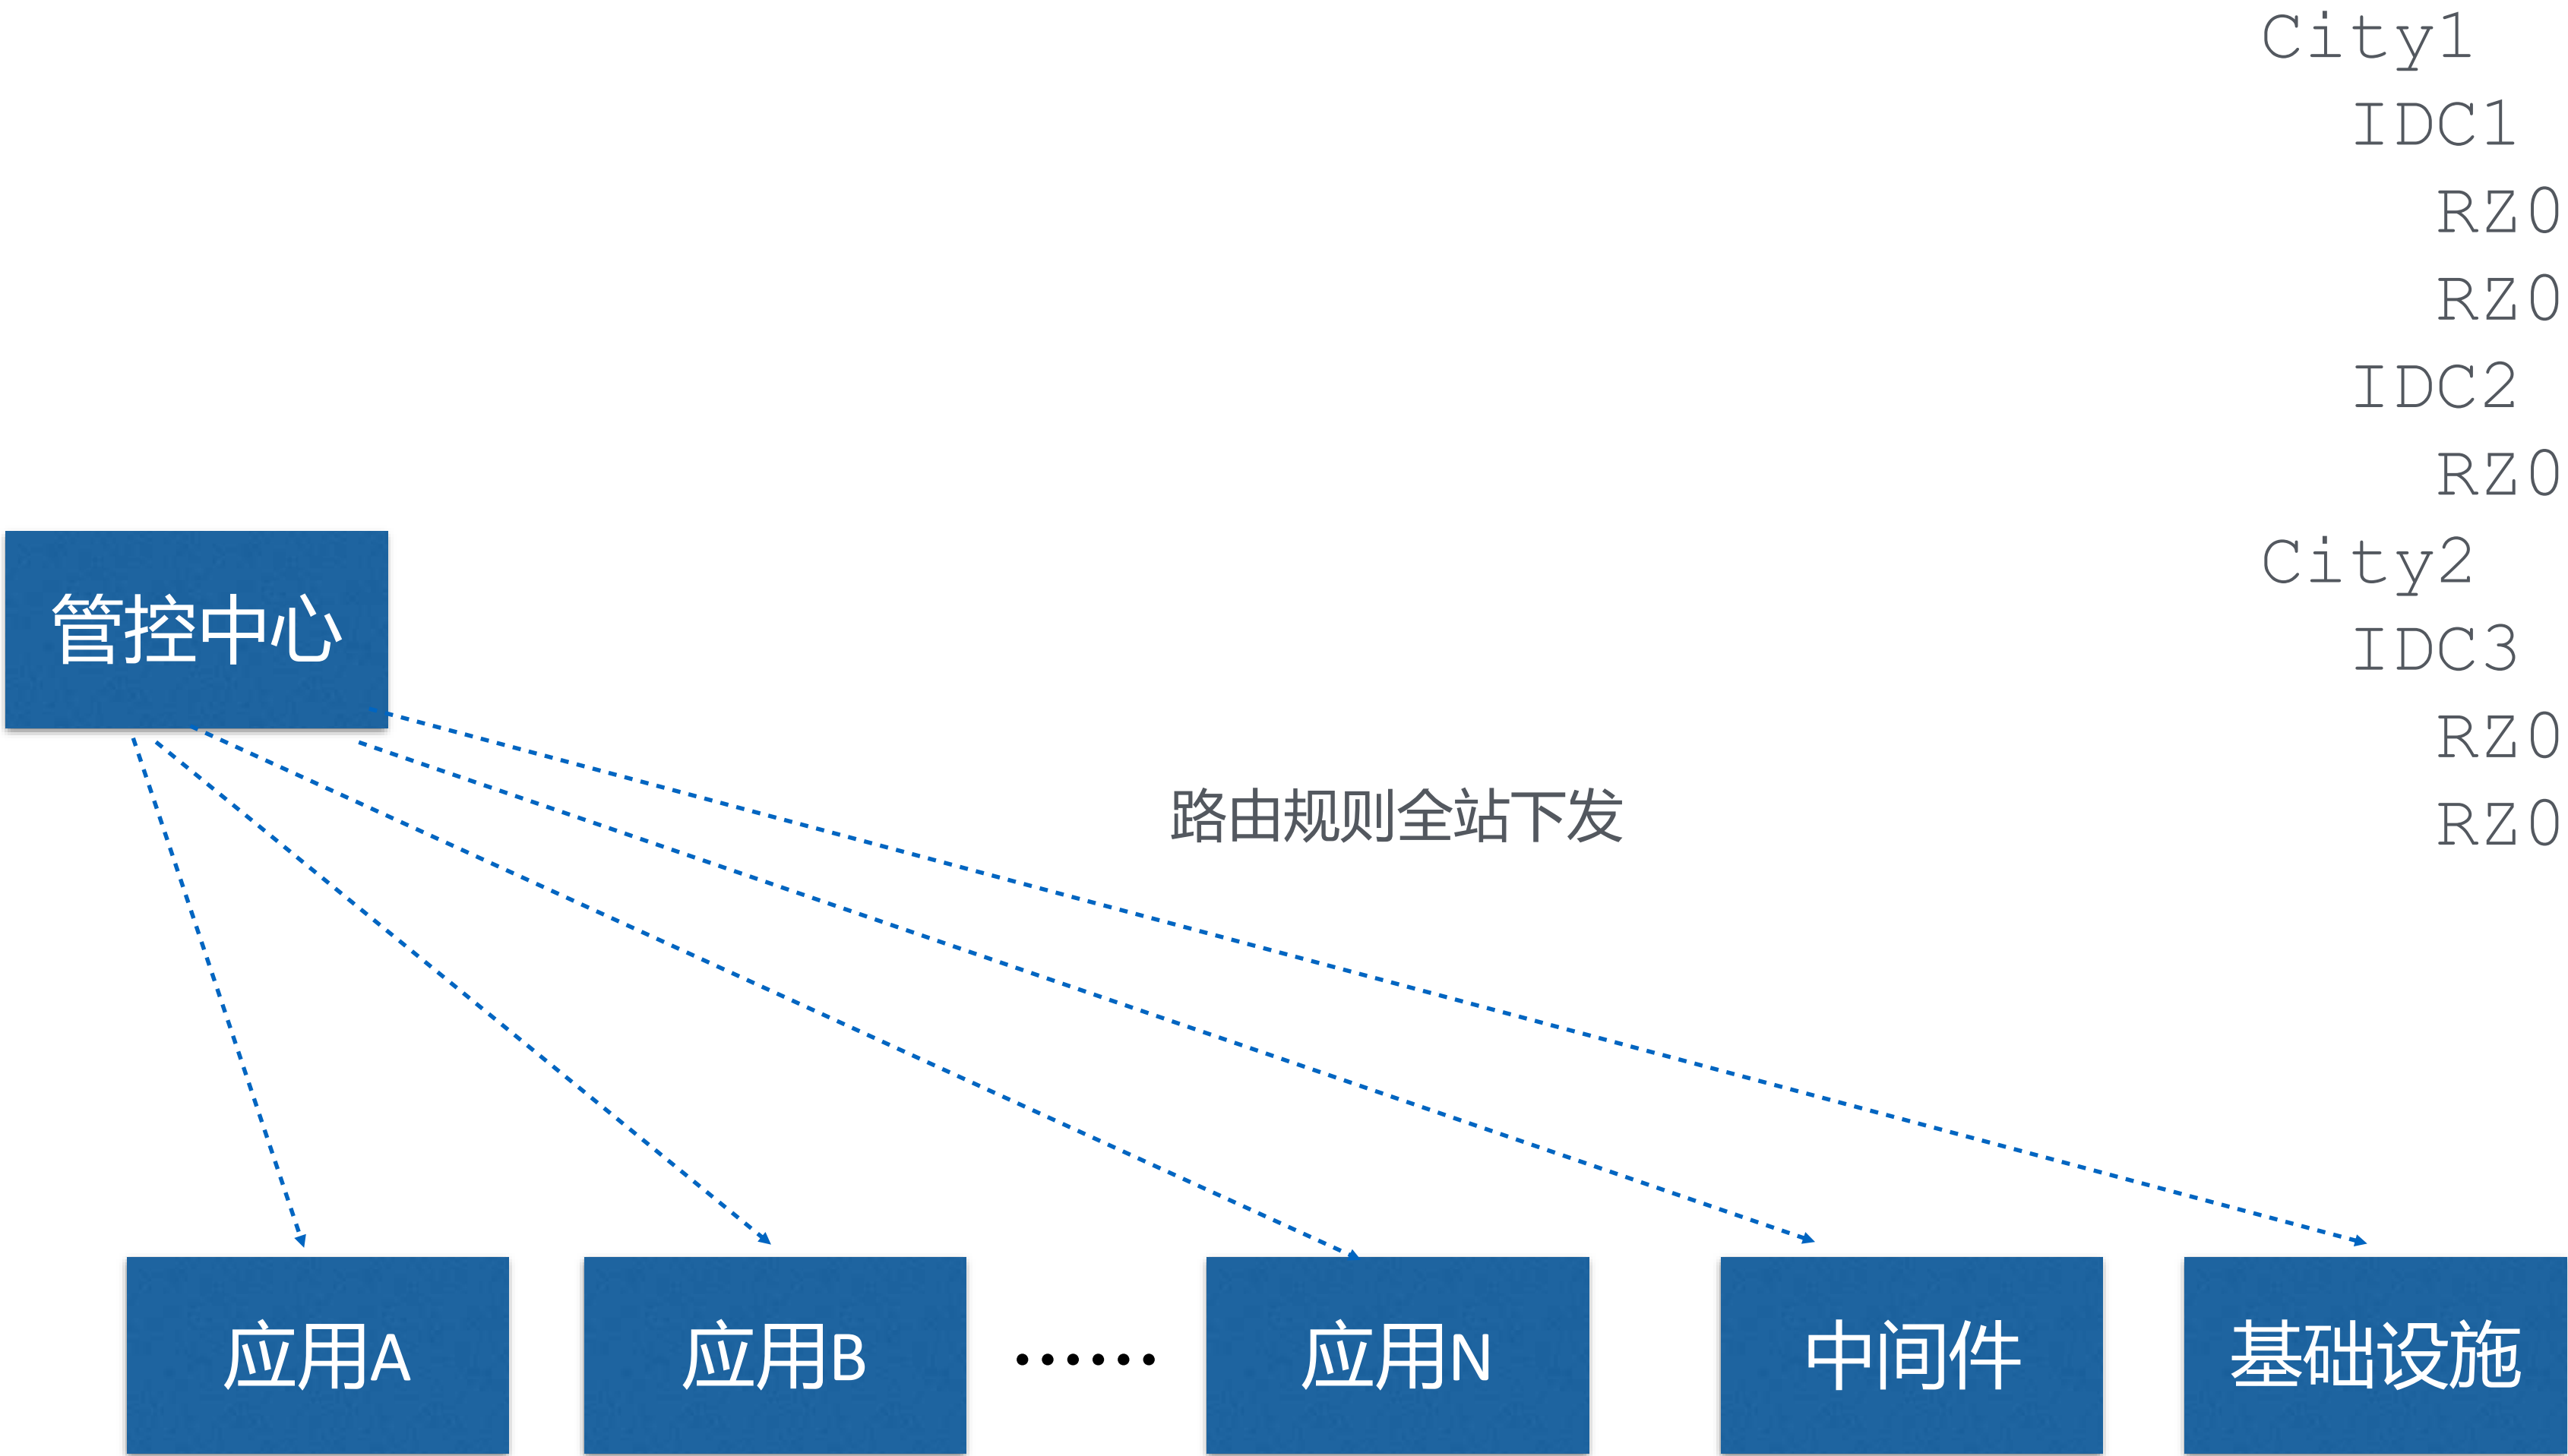 City1
IDC1
RZ0
RZ0
IDC2
RZ0
City2
IDC3
RZ0
RZ0
管控中心
路由规则全站下发
应用A
应用B
······
应用N
中间件
基础设施